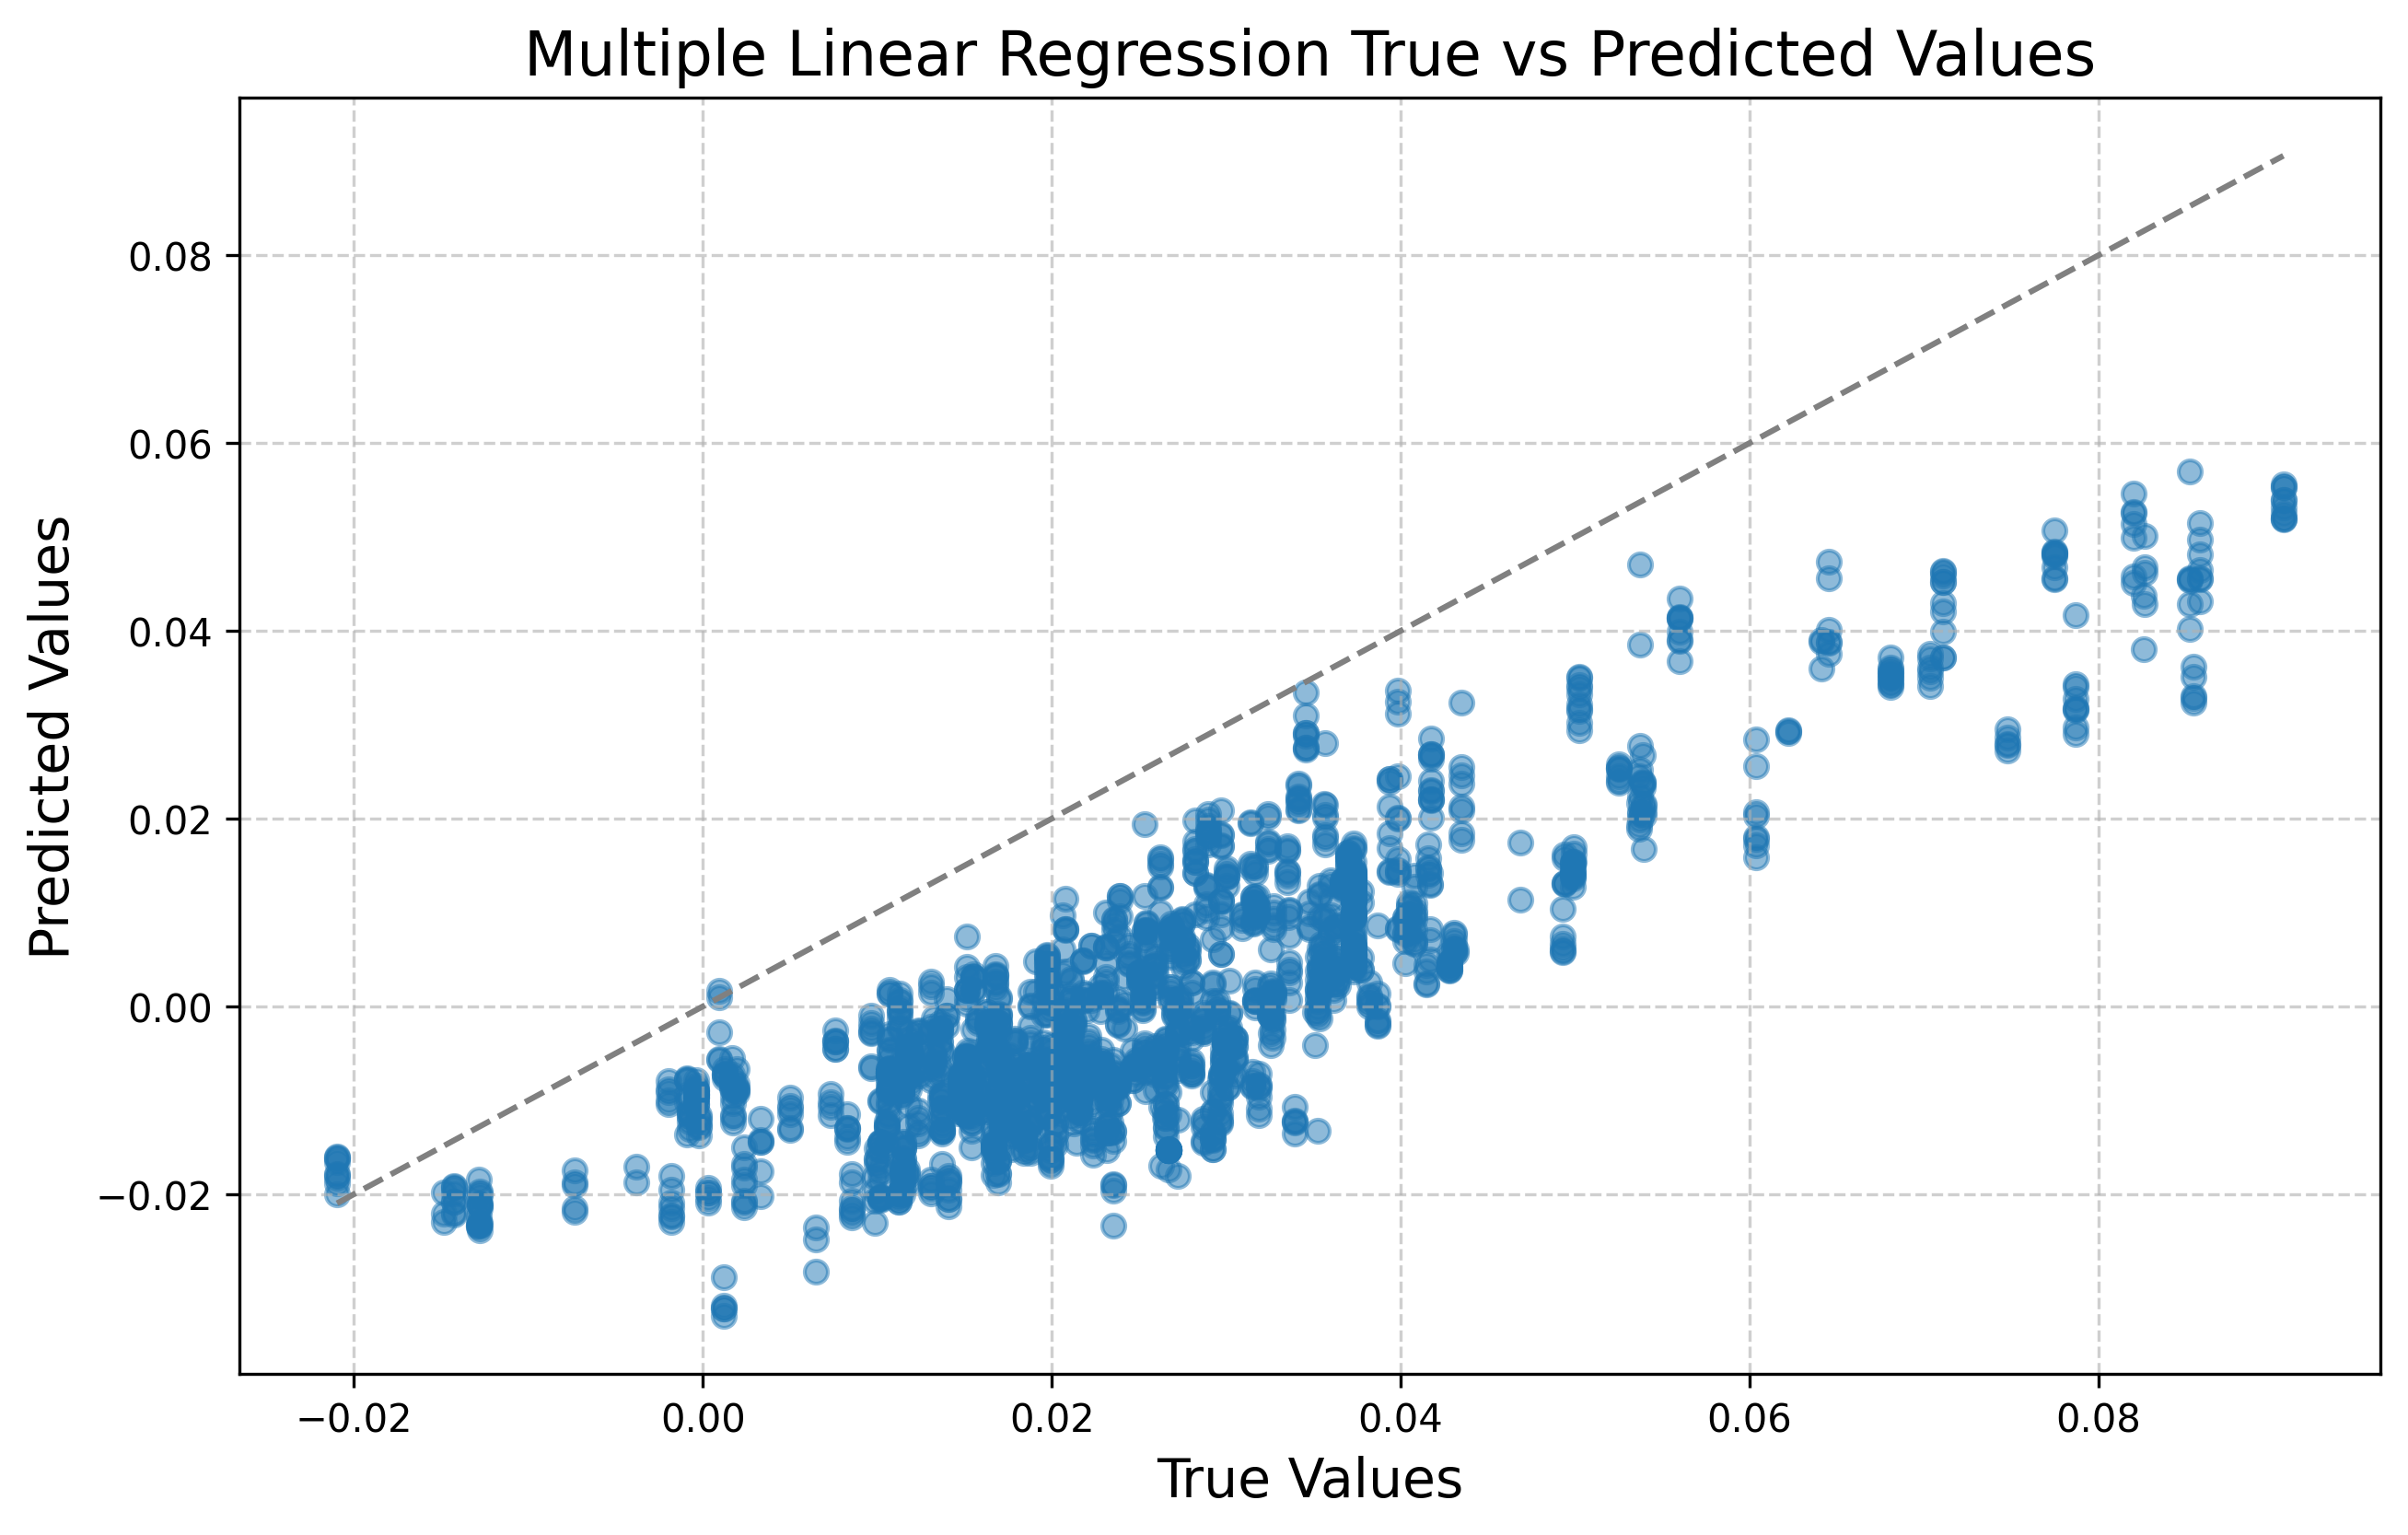 Multiple Linear Regression True vs Predicted Values
Predicted Values
0.08
0.06
0.04
0.02
0.00
−0.02
−0.02 0.00 0.02 0.04 0.06 0.08
True Values